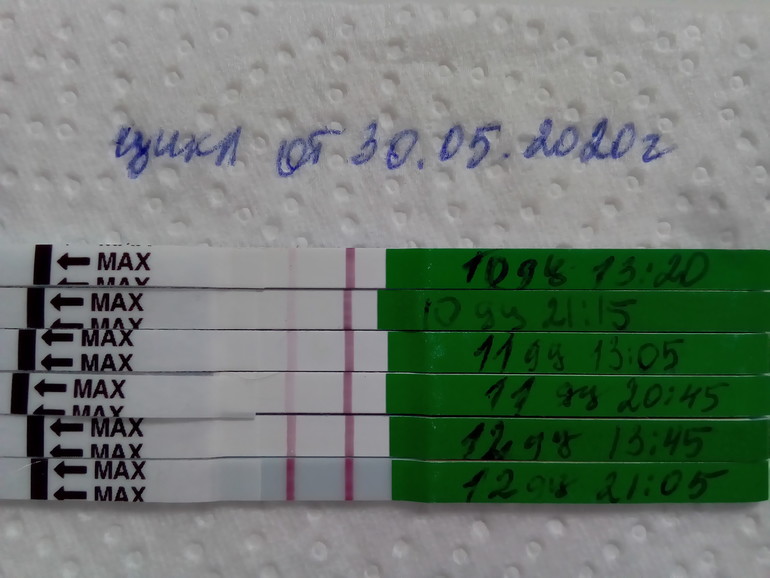 цикл от 30.05.2020г
MAX 10 дц 13:20
MAX
MAX 10 дц 21:15
MAX
MAX 11 дц 13:05
MAX
MAX 11 дц 20:45
MAX
MAX 12 дц 13:45
MAX
MAX 12 дц 21:05
MAX